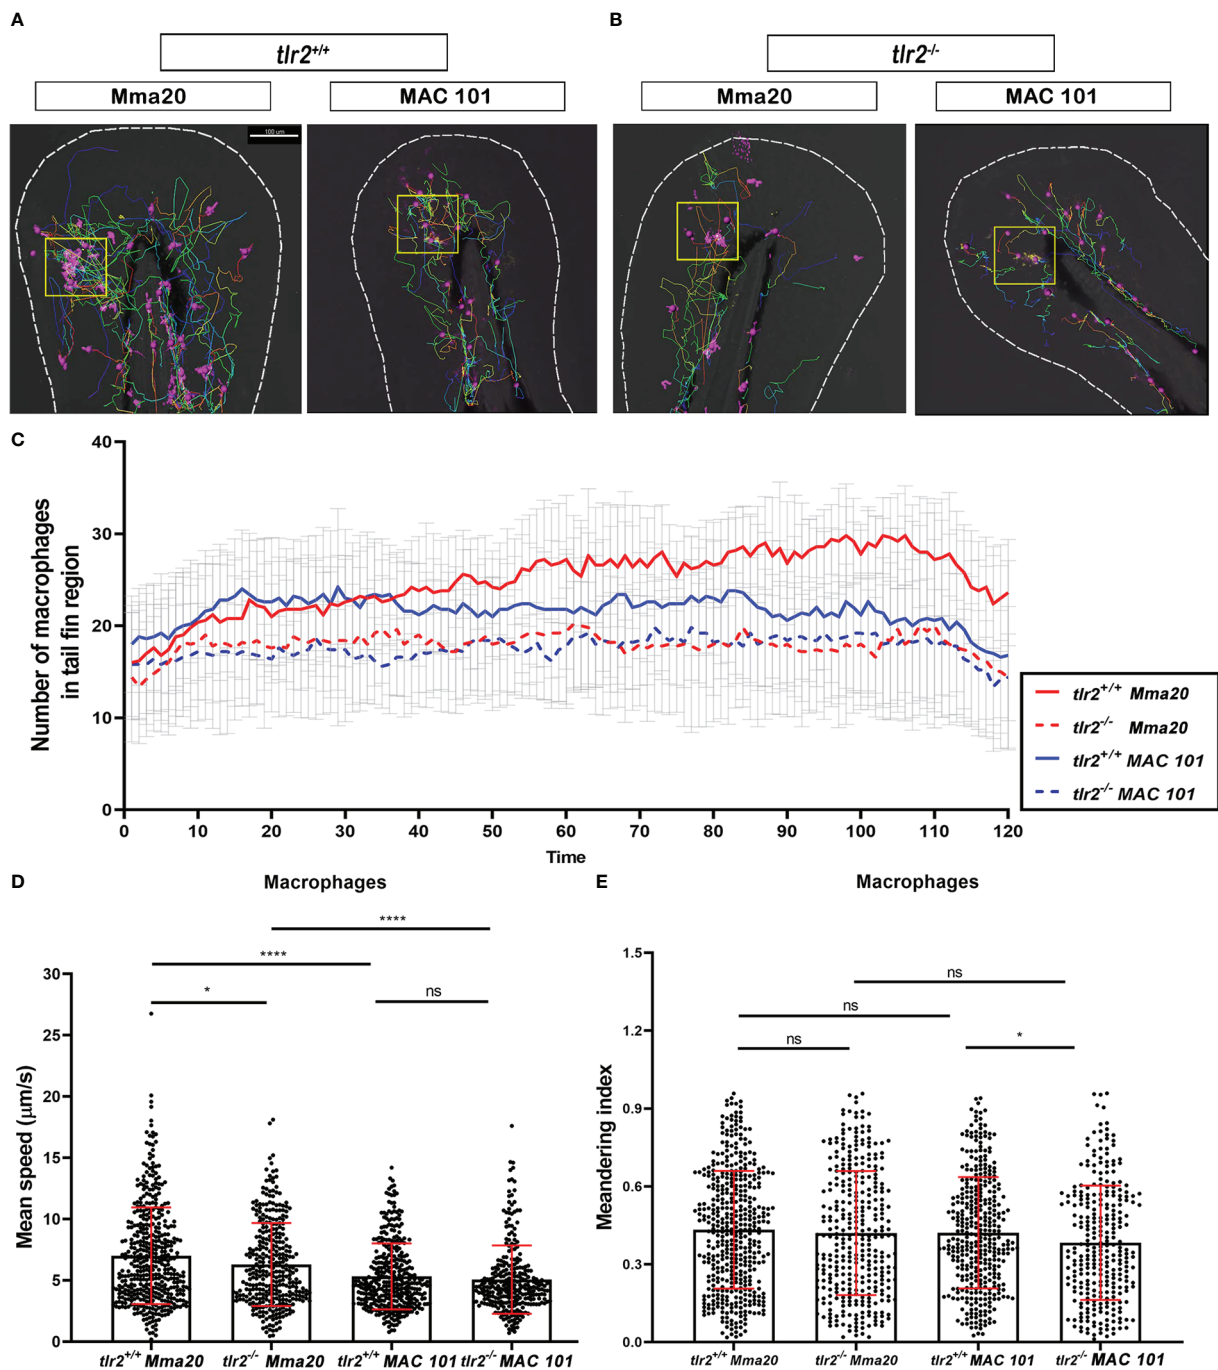 A
B
tlr2+/+
tlr2-/-
Mma20
MAC 101
Mma20
MAC 101
100 um
C
Number of macrophages
in tail fin region
40
30
20
10
0
0 10 20 30 40 50 60 70 80 90 100 110 120
Time
tlr2+/+ Mma20
tlr2-/- Mma20
tlr2+/+ MAC 101
tlr2-/- MAC 101
D
Macrophages
Mean speed (μm/s)
30
25
20
15
10
5
0
****
****
*
ns
tlr2+/+ Mma20
tlr2-/- Mma20
tlr2+/+ MAC 101
tlr2-/- MAC 101
E
Macrophages
Meandering index
1.5
1.2
0.9
0.6
0.3
0.0
ns
ns
ns
*
tlr2+/+ Mma20
tlr2-/- Mma20
tlr2+/+ MAC 101
tlr2-/- MAC 101